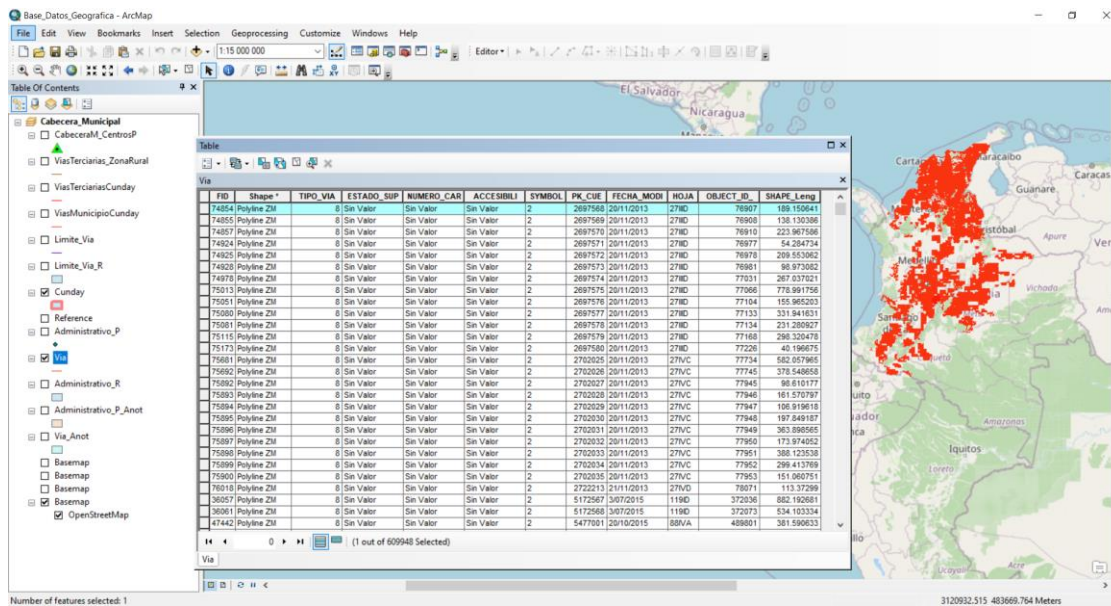 Base_Datos_Geografica - ArcMap
File Edit View Bookmarks Insert Selection Geoprocessing Customize Windows Help
1:15 000 000
Editor
Table Of Contents
Cabecera_Municipal
CabeceraM_CentrosP
ViasTerciarias_ZonaRural
ViasTerciariasCunday
ViasMunicipioCunday
Limite_Via
Limite_Via_R
Cunday
Reference
Administrativo_P
Via
Administrativo_R
Administrativo_P_Anot
Via_Anot
Basemap
Basemap
Basemap
Basemap
OpenStreetMap
El Salvador
Nicaragua
Table
Via
FID Shape * TIPO_VIA ESTADO_SUP NUMERO_CAR ACCESIBILI SYMBOL PK_CUE FECHA_MODI HOJA OBJECT_ID_ SHAPE_Leng
74854 Polyline ZM 8 Sin Valor Sin Valor Sin Valor 2 2697568 20/11/2013 27IID 76907 189.150641
74855 Polyline ZM 8 Sin Valor Sin Valor Sin Valor 2 2697569 20/11/2013 27IID 76908 138.130386
74857 Polyline ZM 8 Sin Valor Sin Valor Sin Valor 2 2697570 20/11/2013 27IID 76910 223.967586
74924 Polyline ZM 8 Sin Valor Sin Valor Sin Valor 2 2697571 20/11/2013 27IID 76977 54.284734
74925 Polyline ZM 8 Sin Valor Sin Valor Sin Valor 2 2697572 20/11/2013 27IID 76978 209.553062
74928 Polyline ZM 8 Sin Valor Sin Valor Sin Valor 2 2697573 20/11/2013 27IID 76981 98.973082
74978 Polyline ZM 8 Sin Valor Sin Valor Sin Valor 2 2697574 20/11/2013 27IID 77031 267.037021
75013 Polyline ZM 8 Sin Valor Sin Valor Sin Valor 2 2697575 20/11/2013 27IID 77066 778.991756
75051 Polyline ZM 8 Sin Valor Sin Valor Sin Valor 2 2697576 20/11/2013 27IID 77104 155.965203
75080 Polyline ZM 8 Sin Valor Sin Valor Sin Valor 2 2697577 20/11/2013 27IID 77133 331.941631
75081 Polyline ZM 8 Sin Valor Sin Valor Sin Valor 2 2697578 20/11/2013 27IID 77134 231.280927
75115 Polyline ZM 8 Sin Valor Sin Valor Sin Valor 2 2697579 20/11/2013 27IID 77168 298.320478
75173 Polyline ZM 8 Sin Valor Sin Valor Sin Valor 2 2697580 20/11/2013 27IID 77226 40.196675
75681 Polyline ZM 8 Sin Valor Sin Valor Sin Valor 2 2702025 20/11/2013 27IVC 77734 582.057965
75692 Polyline ZM 8 Sin Valor Sin Valor Sin Valor 2 2702026 20/11/2013 27IVC 77745 378.548658
75892 Polyline ZM 8 Sin Valor Sin Valor Sin Valor 2 2702027 20/11/2013 27IVC 77945 98.610177
75893 Polyline ZM 8 Sin Valor Sin Valor Sin Valor 2 2702028 20/11/2013 27IVC 77946 161.570797
75894 Polyline ZM 8 Sin Valor Sin Valor Sin Valor 2 2702029 20/11/2013 27IVC 77947 106.919618
75895 Polyline ZM 8 Sin Valor Sin Valor Sin Valor 2 2702030 20/11/2013 27IVC 77948 197.849187
75896 Polyline ZM 8 Sin Valor Sin Valor Sin Valor 2 2702031 20/11/2013 27IVC 77949 363.898565
75897 Polyline ZM 8 Sin Valor Sin Valor Sin Valor 2 2702032 20/11/2013 27IVC 77950 173.974052
75898 Polyline ZM 8 Sin Valor Sin Valor Sin Valor 2 2702033 20/11/2013 27IVC 77951 388.123538
75899 Polyline ZM 8 Sin Valor Sin Valor Sin Valor 2 2702034 20/11/2013 27IVC 77952 299.413769
75900 Polyline ZM 8 Sin Valor Sin Valor Sin Valor 2 2702035 20/11/2013 27IVC 77953 151.060751
76018 Polyline ZM 8 Sin Valor Sin Valor Sin Valor 2 2722213 21/11/2013 27IVD 78071 113.37299
36057 Polyline ZM 8 Sin Valor Sin Valor Sin Valor 2 5172567 3/07/2015 119ID 372036 882.192681
36061 Polyline ZM 8 Sin Valor Sin Valor Sin Valor 2 5172568 3/07/2015 119ID 372073 534.103334
47442 Polyline ZM 8 Sin Valor Sin Valor Sin Valor 2 5477001 20/10/2015 88IVA 489801 381.590633
0 (1 out of 609948 Selected)
Via
Cartag
aracaibo
Caracas
Guanare
istóbal
Apure
Ver
Medell
Vichada
Am
Santiago
uito
ador
nca
Amazonas
Iquitos
Loreto
llo
Ucayali
Acre
Number of features selected: 1
3120932.515 483669.764 Meters